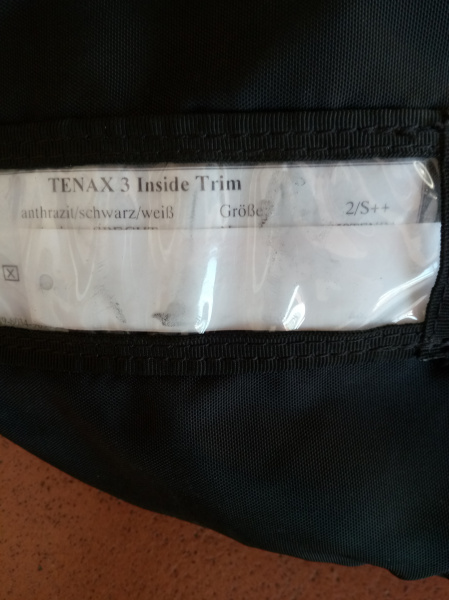 TENAX 3 Inside Trim
anthrazit/schwarz/weiß Größe: 2/S++